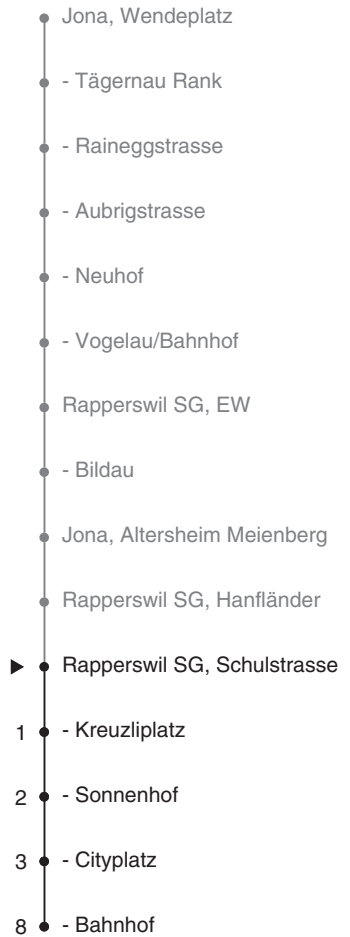 Jona, Wendeplatz
- Tägernau Rank
- Raineggstrasse
- Aubrigstrasse
- Neuhof
- Vogelau/Bahnhof
Rapperswil SG, EW
- Bildau
Jona, Altersheim Meienberg
Rapperswil SG, Hanfländer
Rapperswil SG, Schulstrasse
1 - Kreuzliplatz
2 - Sonnenhof
3 - Cityplatz
8 - Bahnhof